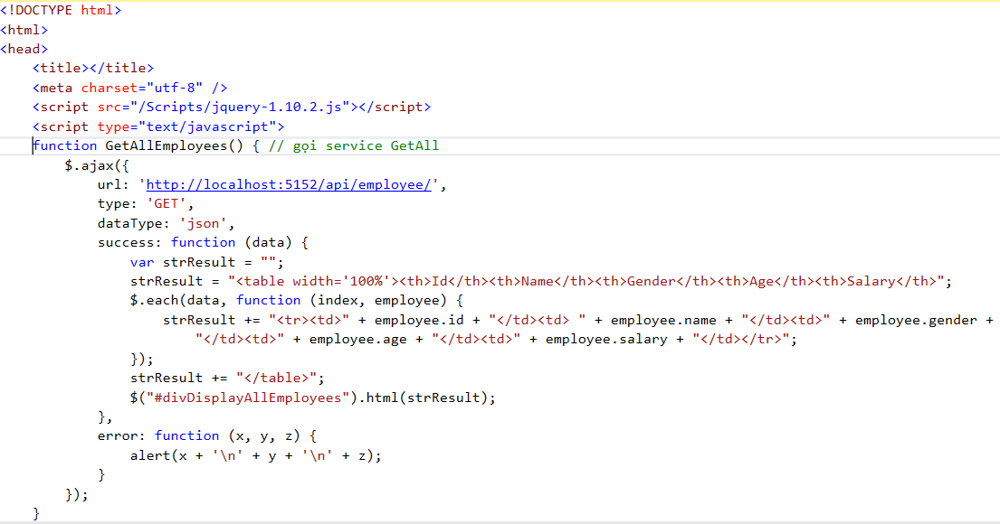 <!DOCTYPE html>
<html>
<head>
    <title></title>
    <meta charset="utf-8" />
    <script src="/Scripts/jquery-1.10.2.js"></script>
    <script type="text/javascript">
    function GetAllEmployees() { // gọi service GetAll
        $.ajax({
            url: 'http://localhost:5152/api/employee/',
            type: 'GET',
            dataType: 'json',
            success: function (data) {
                var strResult = "";
                strResult = "<table width='100%'><th>Id</th><th>Name</th><th>Gender</th><th>Age</th><th>Salary</th>";
                $.each(data, function (index, employee) {
                    strResult += "<tr><td>" + employee.id + "</td><td> " + employee.name + "</td><td>" + employee.gender +
                        "</td><td>" + employee.age + "</td><td>" + employee.salary + "</td></tr>";
                });
                strResult += "</table>";
                $("#divDisplayAllEmployees").html(strResult);
            },
            error: function (x, y, z) {
                alert(x + '\n' + y + '\n' + z);
            }
        });
    }